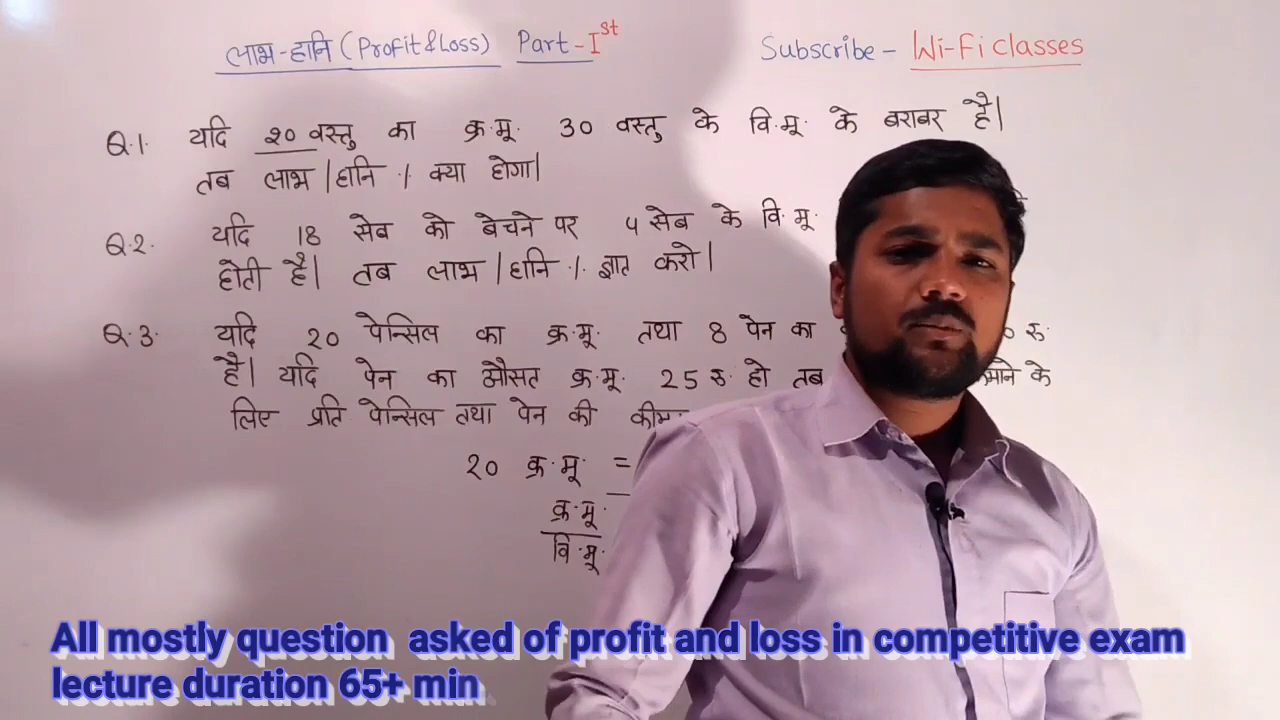 लाभ-हानि (Profit & Loss) Part-Ist
Subscribe - Wi-Fi classes
Q.1. यदि २० वस्तु का क्र.मू. 30 वस्तु के वि.मू. के बराबर है।
तब लाभ/हानि % क्या होगा।
Q.2. यदि 18 सेब को बेचने पर 4 सेब के वि.मू.
होती है। तब लाभ/हानि % ज्ञात करो।
Q.3. यदि 20 पेन्सिल का क्र.मू. तथा 8 पेन का रु.
है। यदि पेन का औसत क्र.मू. 25 रु. हो तब के
लिए प्रति पेन्सिल तथा पेन की
२० क्र.मू. =
क्र.मू.
वि.मू.
All mostly question asked of profit and loss in competitive exam
lecture duration 65+ min